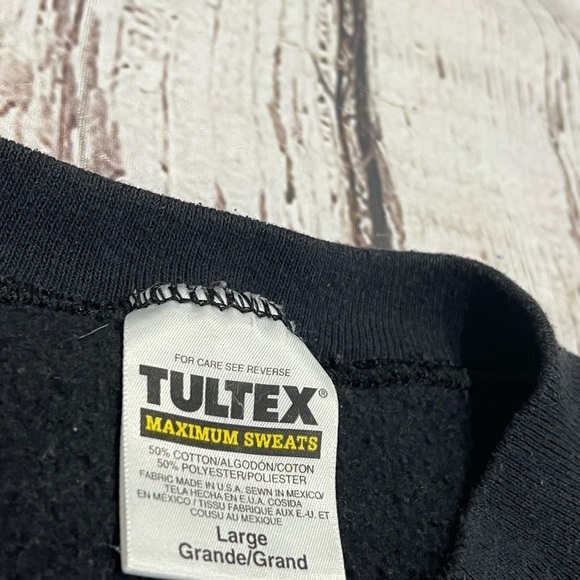 FOR CARE SEE REVERSE
TULTEX®
MAXIMUM SWEATS
50% COTTON/ALGODÓN/COTON
50% POLYESTER/POLIESTER
FABRIC MADE IN U.S.A. SEWN IN MEXICO/
TELA HECHA EN E.U.A. COSIDA
EN MÉXICO / TISSU FABRIQUE AUX E.-U. ET
COUSU AU MEXIQUE
Large
Grande/Grand